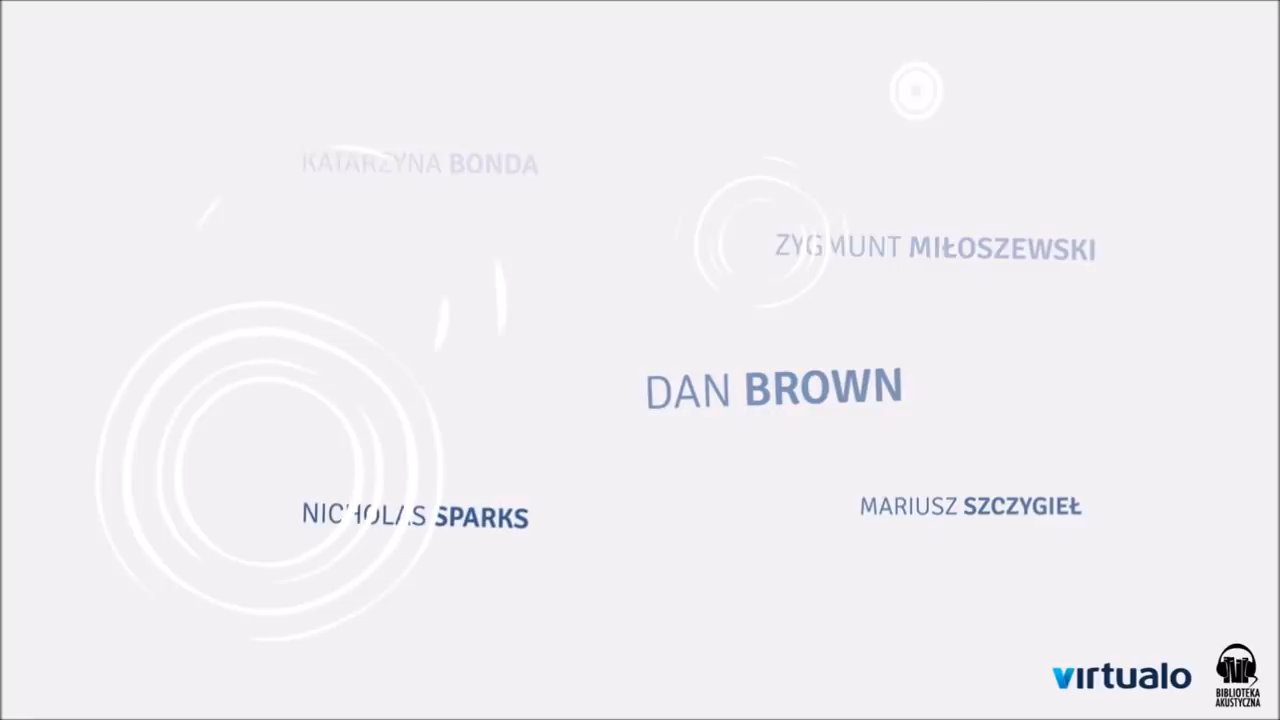 KATARZYNA BONDA
ZYGMUNT MIŁOSZEWSKI
DAN BROWN
NICHOLAS SPARKS
MARIUSZ SZCZYGIEŁ
virtualo
BIBLIOTEKA
AKUSTYCZNA